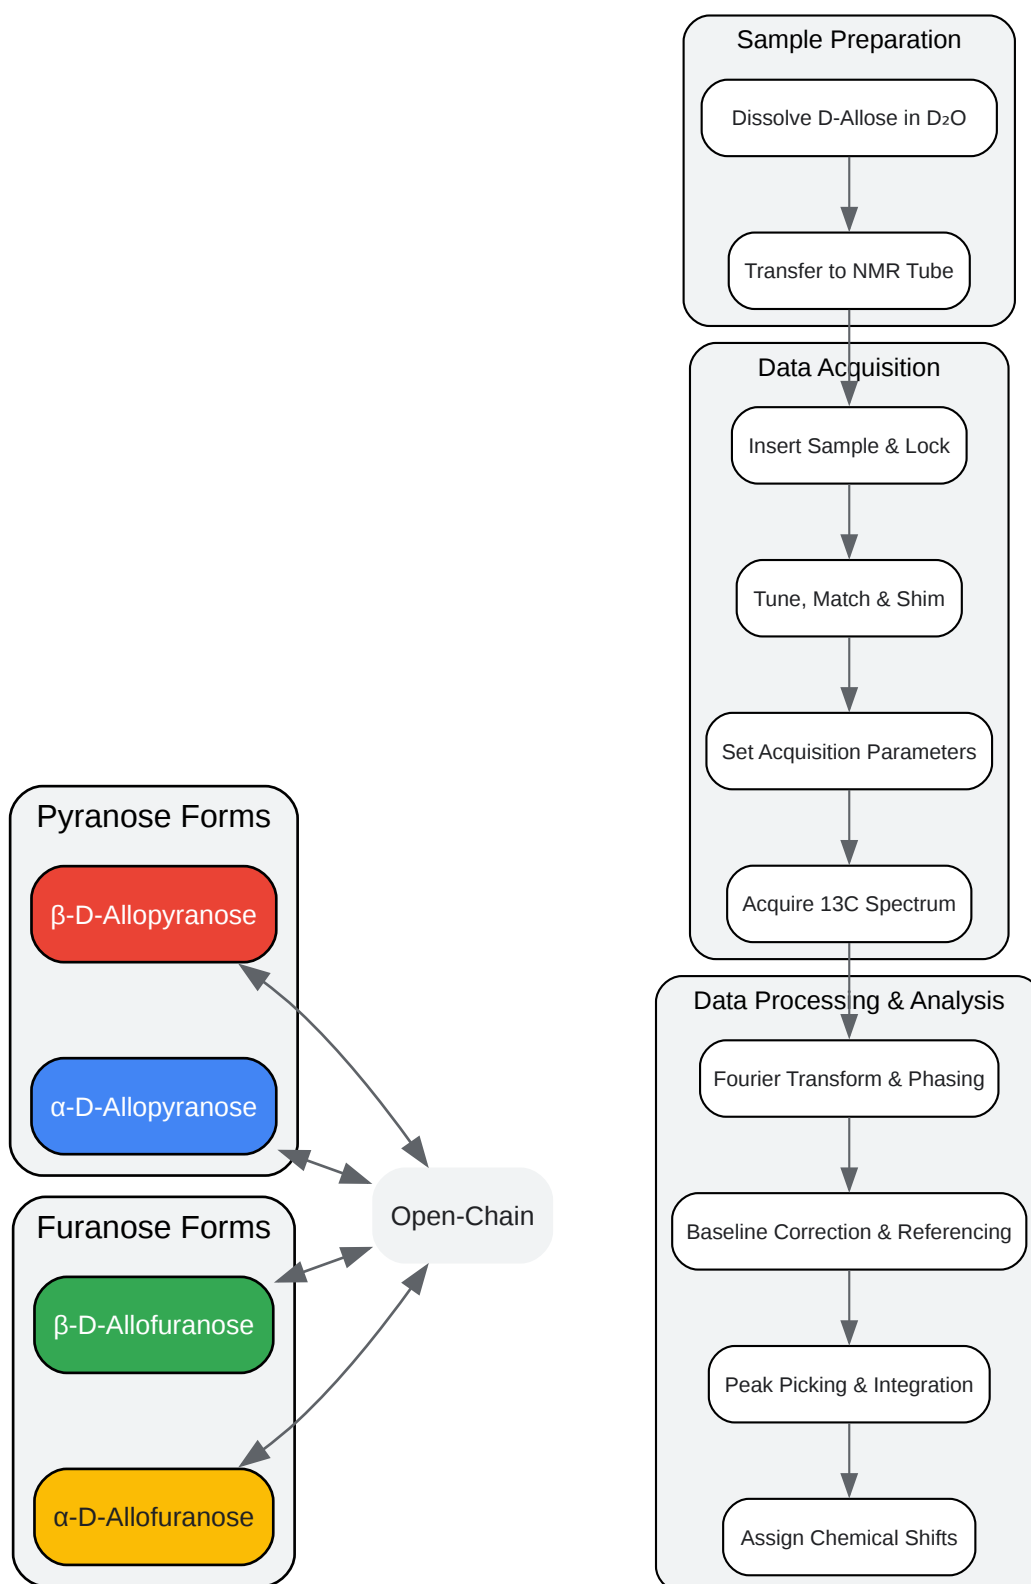 Pyranose Forms
β-D-Allopyranose
α-D-Allopyranose
Open-Chain
Furanose Forms
β-D-Allofuranose
α-D-Allofuranose
Sample Preparation
Dissolve D-Allose in D₂O
Transfer to NMR Tube
Data Acquisition
Insert Sample & Lock
Tune, Match & Shim
Set Acquisition Parameters
Acquire 13C Spectrum
Data Processing & Analysis
Fourier Transform & Phasing
Baseline Correction & Referencing
Peak Picking & Integration
Assign Chemical Shifts